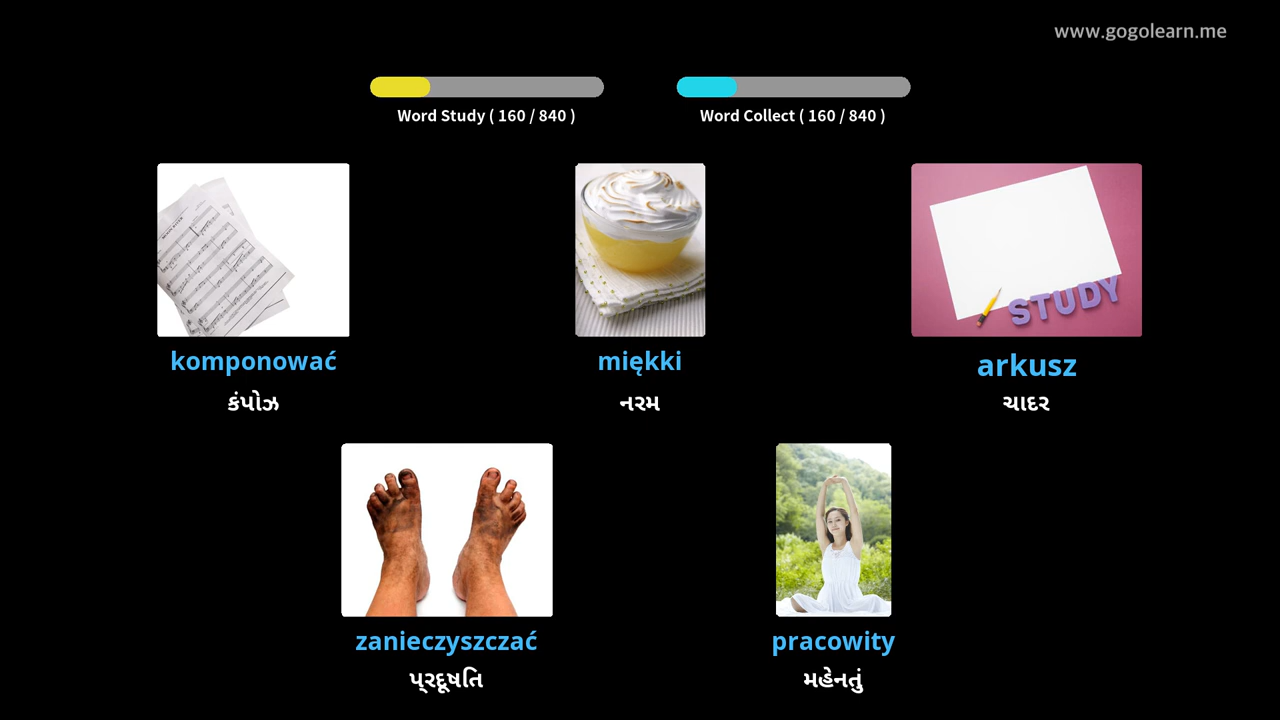 www.gogolearn.me
Word Study ( 160 / 840 )
Word Collect ( 160 / 840 )
STUDY
komponować
miękki
arkusz
કંપોઝ
નરમ
ચાદર
zanieczyszczać
pracowity
પ્રદૂષતિ
મહેનતું